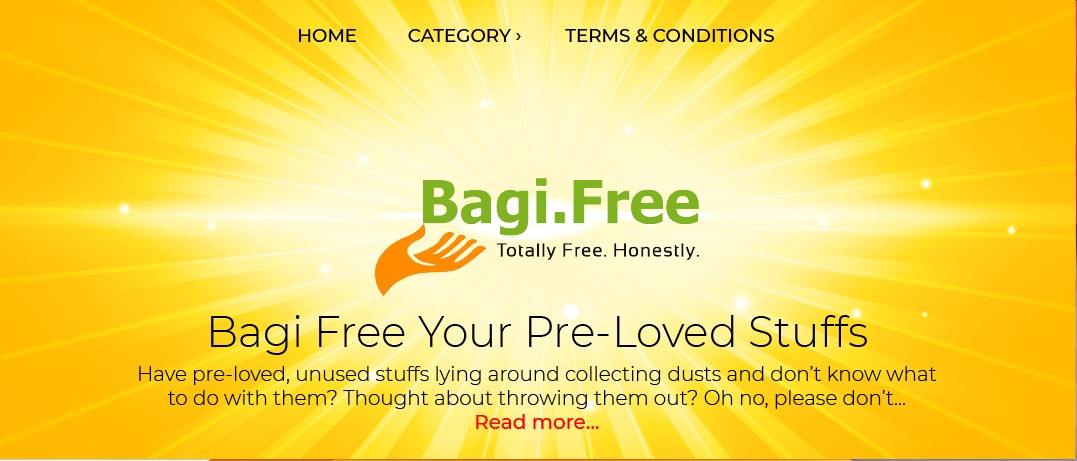 HOME CATEGORY › TERMS & CONDITIONS
Bagi.Free
Totally Free. Honestly.
Bagi Free Your Pre-Loved Stuffs
Have pre-loved, unused stuffs lying around collecting dusts and don’t know what
to do with them? Thought about throwing them out? Oh no, please don’t...
Read more...